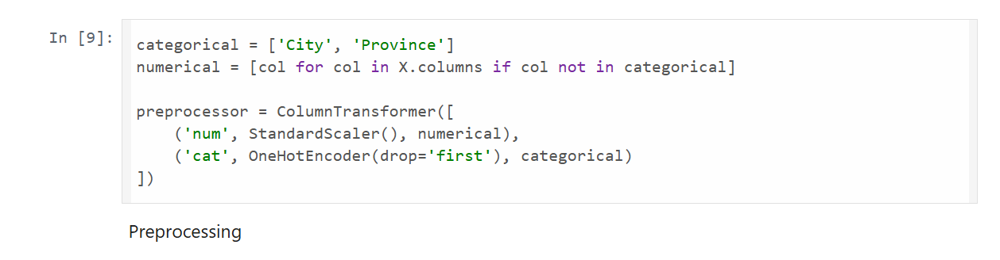 In [9]:
categorical = ['City', 'Province']
numerical = [col for col in X.columns if col not in categorical]
preprocessor = ColumnTransformer([
    ('num', StandardScaler(), numerical),
    ('cat', OneHotEncoder(drop='first'), categorical)
])
Preprocessing